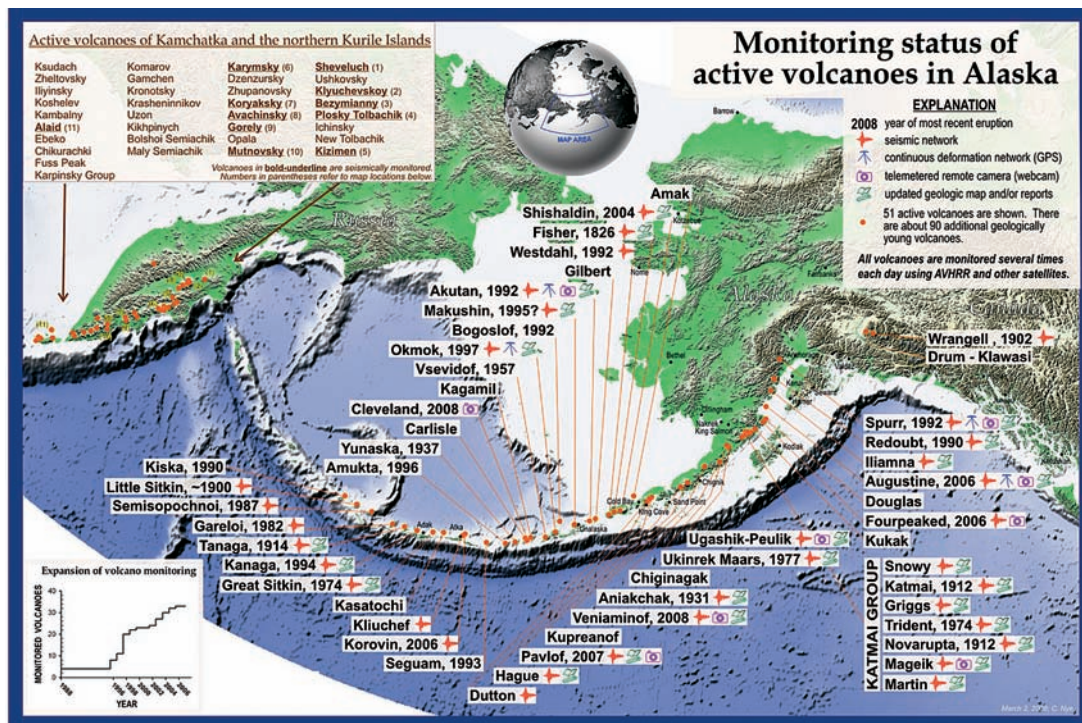 Active volcanoes of Kamchatka and the northern Kurile Islands
Ksudach
Zheltovsky
Iliyinsky
Koshelev
Kambalny
Alaid (11)
Ebeko
Chikurachki
Fuss Peak
Karpinsky Group
Komarov
Gamchen
Kronotsky
Krasheninnikov
Uzon
Kikhpinych
Bolshoi Semiachik
Maly Semiachik
Karymsky (6)
Dzenzursky
Zhupanovsky
Koryaksky (7)
Avachinsky (8)
Gorely (9)
Opala
Mutnovsky (10)
Sheveluch (1)
Ushkovsky
Klyuchevskoy (2)
Bezymianny (3)
Plosky Tolbachik (4)
Ichinsky
New Tolbachik
Kizimen (5)
Volcanoes in bold-underline are seismically monitored.
Numbers in parentheses refer to map locations below.
MAP AREA
Monitoring status of
active volcanoes in Alaska
EXPLANATION
2008 year of most recent eruption
seismic network
continuous deformation network (GPS)
telemetered remote camera (webcam)
updated geologic map and/or reports
51 active volcanoes are shown. There
are about 90 additional geologically
young volcanoes.
All volcanoes are monitored several times
each day using AVHRR and other satellites.
Barrow
Russia
Alaska
Canada
Kotzebue
Nome
Fairbanks
Bethel
Anchorage
Dillingham
Naknek
King Salmon
Kodiak
Chignik
Sand Point
Cold Bay
King Cove
Unalaska
Atka
Adak
Amak
Shishaldin, 2004
Fisher, 1826
Westdahl, 1992
Gilbert
Akutan, 1992
Makushin, 1995?
Bogoslof, 1992
Okmok, 1997
Vsevidof, 1957
Kagamil
Cleveland, 2008
Carlisle
Yunaska, 1937
Amukta, 1996
Kiska, 1990
Little Sitkin, ~1900
Semisopochnoi, 1987
Gareloi, 1982
Tanaga, 1914
Kanaga, 1994
Great Sitkin, 1974
Kasatochi
Kliuchef
Korovin, 2006
Seguam, 1993
Wrangell , 1902
Drum - Klawasi
Spurr, 1992
Redoubt, 1990
Iliamna
Augustine, 2006
Douglas
Fourpeaked, 2006
Kukak
KATMAI GROUP
Snowy
Katmai, 1912
Griggs
Trident, 1974
Novarupta, 1912
Mageik
Martin
Ugashik-Peulik
Ukinrek Maars, 1977
Chiginagak
Aniakchak, 1931
Veniaminof, 2008
Kupreanof
Pavlof, 2007
Hague
Dutton
Expansion of volcano monitoring
MONITORED VOLCANOES
40
30
20
10
0
1988
1996
1998
2000
2002
2004
2006
YEAR